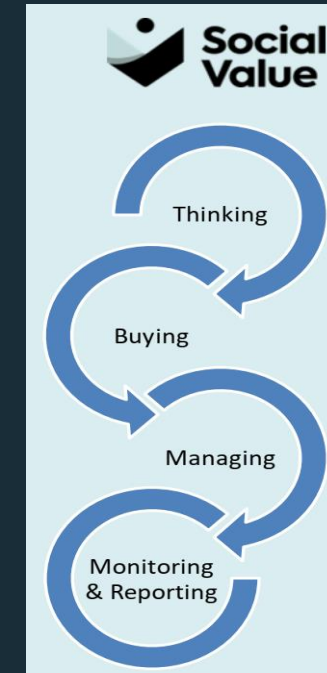 Social
Value
Thinking
Buying
Managing
Monitoring
& Reporting